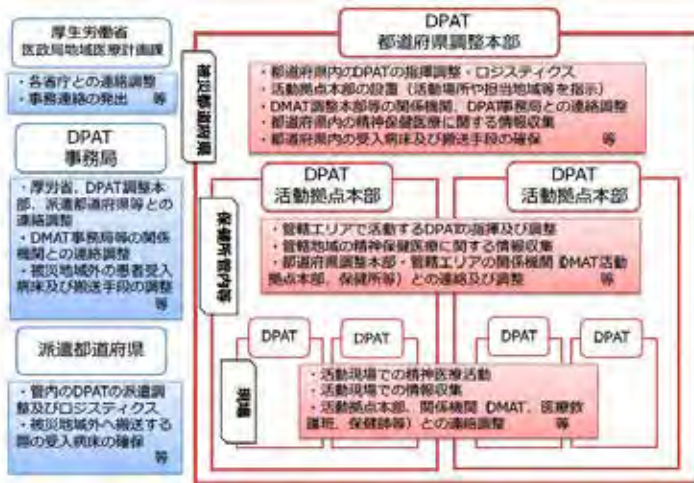 厚生労働省
医政局地域医療計画課
・各省庁との連絡調整
・事務連絡の発出 等
DPAT
事務局
・厚労省、DPAT調整本
部、派遣都道府県等との
連絡調整
・DMAT事務局等の関係
機関との連絡調整
・被災地域外の患者受入
病床及び搬送手段の調整
等
派遣都道府県
・管内のDPATの派遣調
整及びロジスティクス
・被災地域外へ搬送する
際の受入病床の確保
等
被災都道府県
DPAT
都道府県調整本部
・都道府県内のDPATの指揮調整・ロジスティクス
・活動拠点本部の設置（活動場所や担当地域等を指示）
・DMAT調整本部等の関係機関、DPAT事務局との連絡調整
・都道府県内の精神保健医療に関する情報収集
・都道府県内の受入病床及び搬送手段の確保 等
保健所管内等
DPAT
活動拠点本部
DPAT
活動拠点本部
・管轄エリアで活動するDPATの指揮及び調整
・管轄地域の精神保健医療に関する情報収集
・都道府県調整本部・管轄エリアの関係機関（DMAT活動
拠点本部、保健所等）との連絡及び調整 等
現場
DPAT
DPAT
DPAT
DPAT
・活動現場での精神医療活動
・活動現場での情報収集
・活動拠点本部、関係機関（DMAT、医療救
護班、保健師等）との連絡調整 等